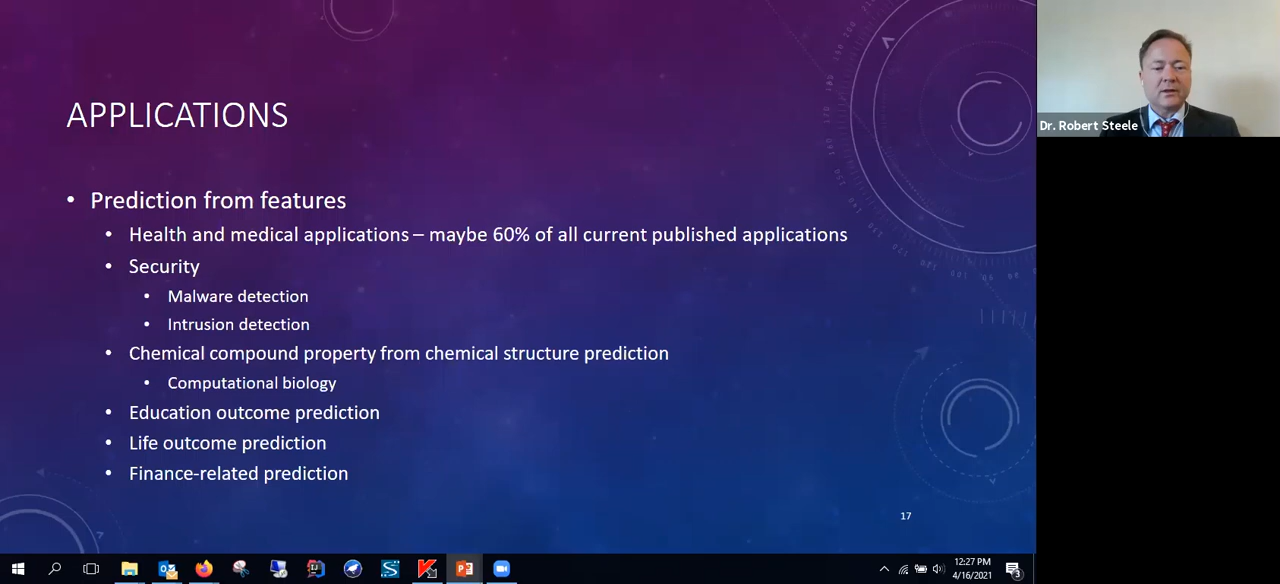 APPLICATIONS
• Prediction from features
• Health and medical applications – maybe 60% of all current published applications
• Security
• Malware detection
• Intrusion detection
• Chemical compound property from chemical structure prediction
• Computational biology
• Education outcome prediction
• Life outcome prediction
• Finance-related prediction
17
Dr. Robert Steele
12:27 PM
4/16/2021
3